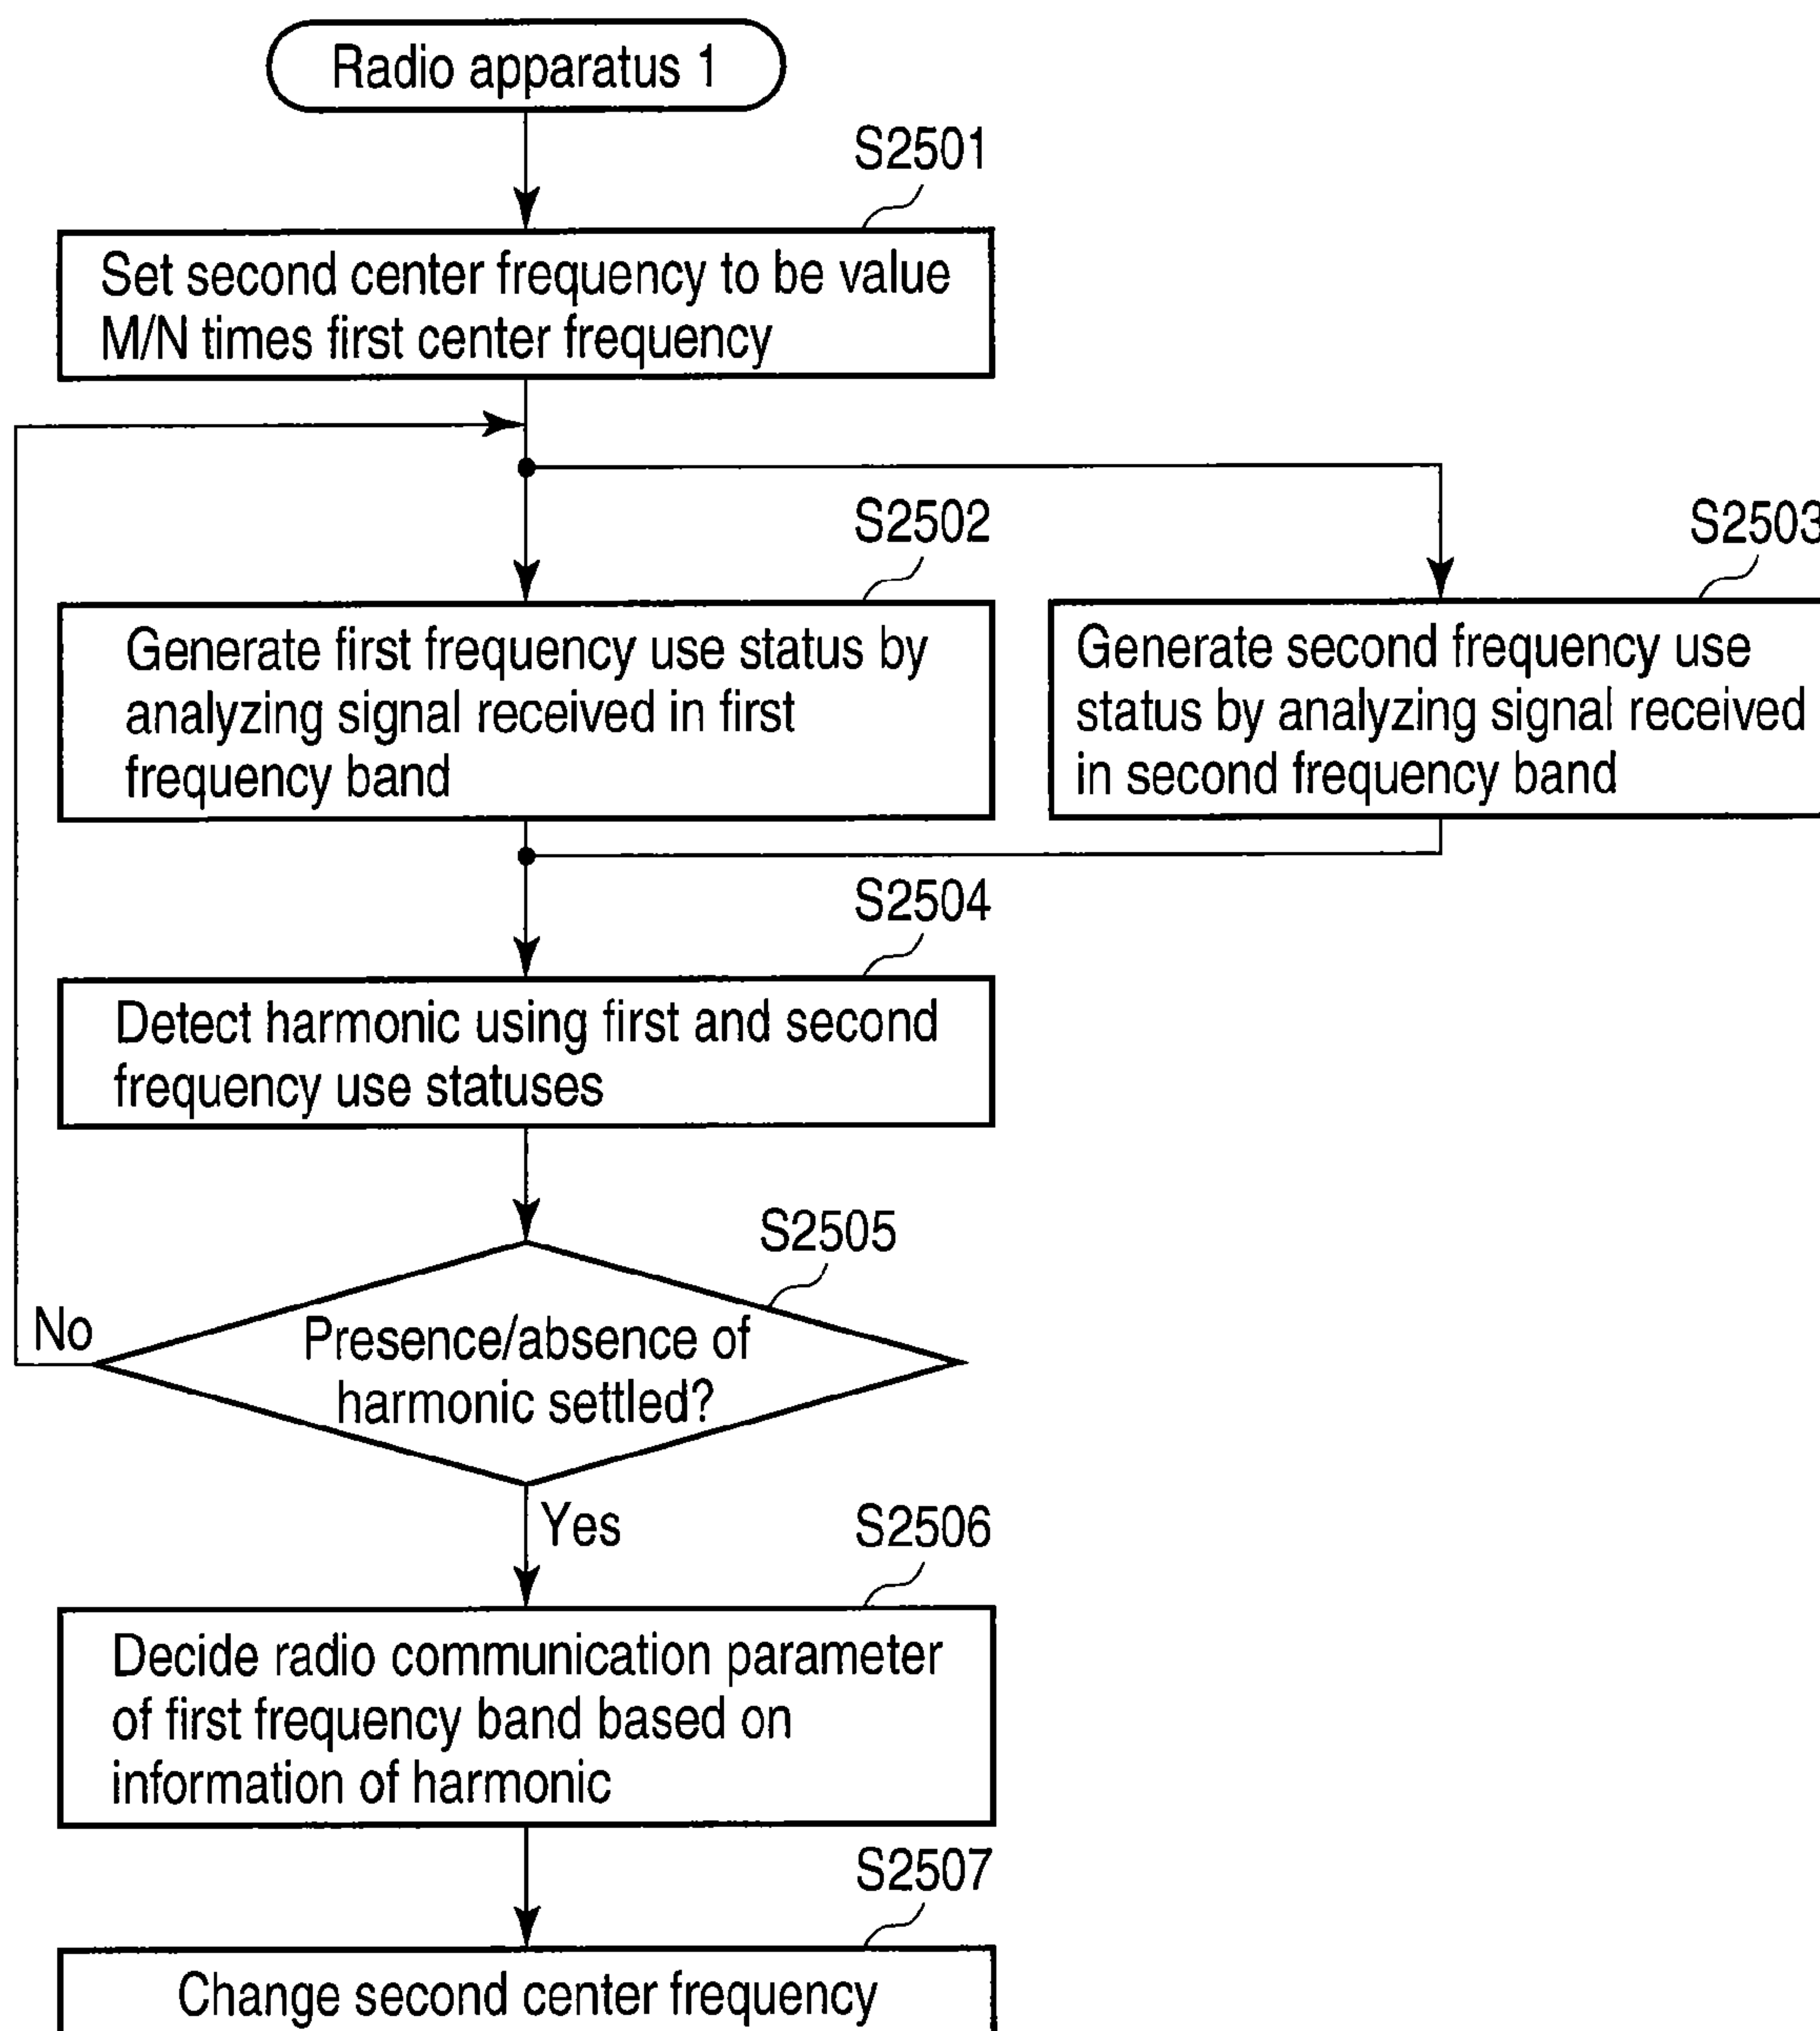 Radio apparatus 1
S2501
Set second center frequency to be value
M/N times first center frequency
S2502
Generate first frequency use status by
analyzing signal received in first
frequency band
S2503
Generate second frequency use
status by analyzing signal received
in second frequency band
S2504
Detect harmonic using first and second
frequency use statuses
S2505
Presence/absence of
harmonic settled?
No
Yes
S2506
Decide radio communication parameter
of first frequency band based on
information of harmonic
S2507
Change second center frequency